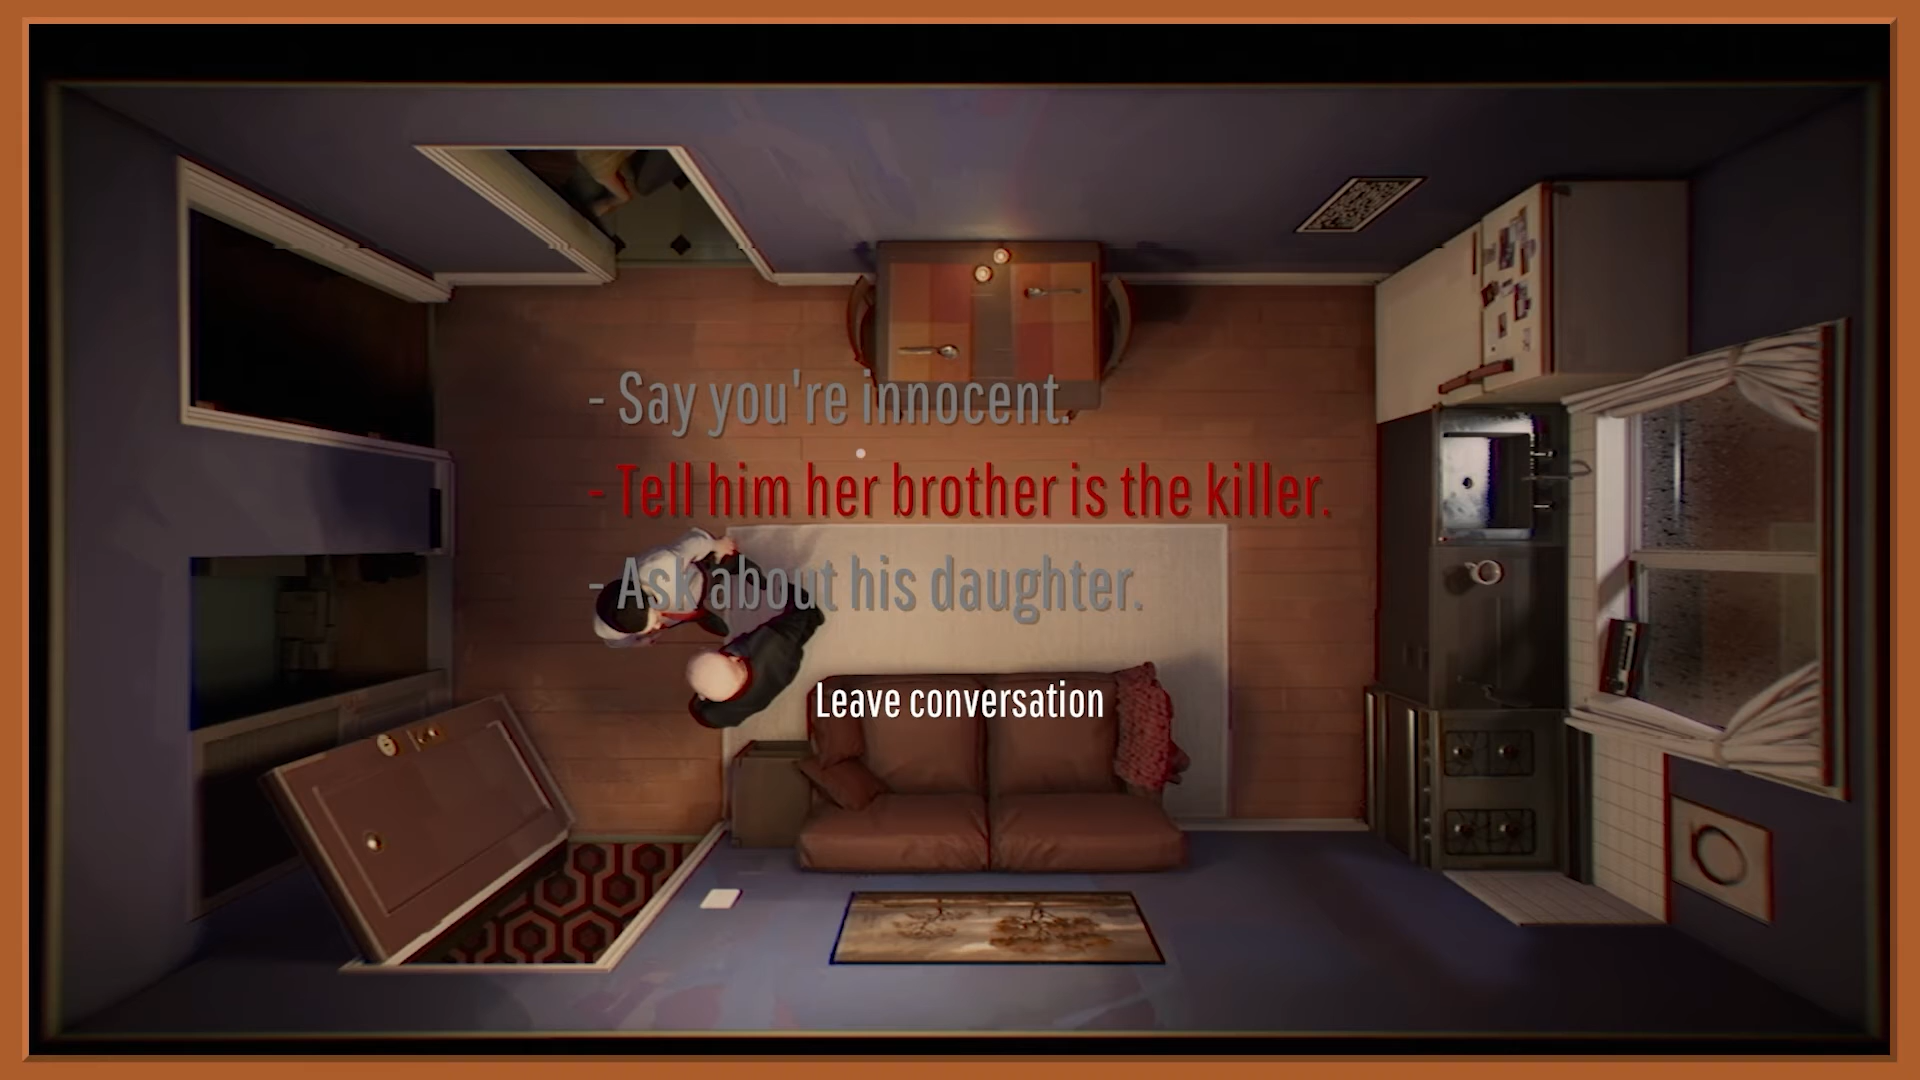 - Say you're innocent.
- Tell him her brother is the killer.
- Ask about his daughter.
Leave conversation